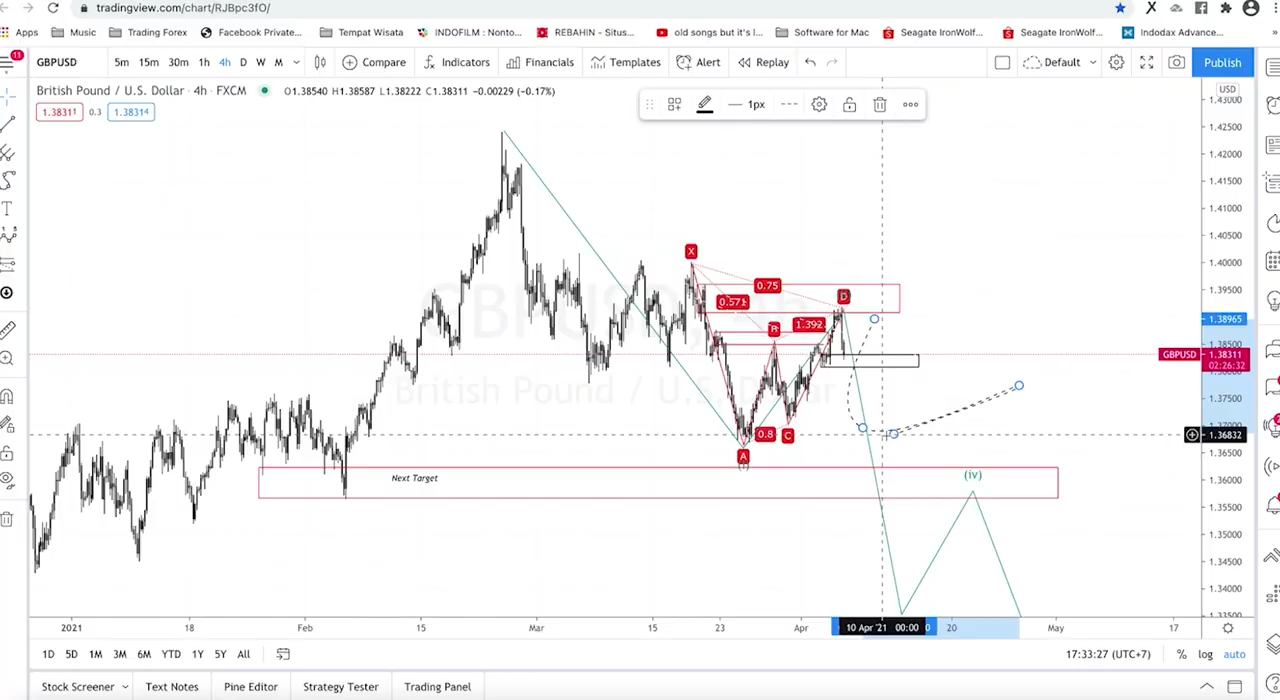 tradingview.com/chart/RJBpc3fO/
Apps Music Trading Forex Facebook Private... Tempat Wisata INDOFILM : Nonto... REBAHIN - Situs... old songs but it's l... Software for Mac Seagate IronWolf... Seagate IronWolf... Indodax Advance... »
11
GBPUSD 5m 15m 30m 1h 4h D W M Compare Indicators Financials Templates Alert Replay Default Publish
British Pound / U.S. Dollar · 4h · FXCM O1.38540 H1.38587 L1.38222 C1.38311 −0.00229 (−0.17%)
1.38311 0.3 1.38314
1px
USD
1.43000
1.42500
1.42000
1.41500
1.41000
1.40500
X
1.40000
0.75
1.39500
D
0.571
B 1.392
1.38965
1.38500
GBPUSD 1.38311
02:26:32
British Pound / U.S. Dollar
1.37500
1.37000
0.8 C
1.36832
A
1.36500
Next Target (iv)
1.36000
1.35500
1.35000
1.34500
1.34000
1.33500
2021 18 Feb 15 Mar 15 23 Apr 10 Apr '21 00:00 20 May 17
1D 5D 1M 3M 6M YTD 1Y 5Y All 17:33:27 (UTC+7) % log auto
Stock Screener Text Notes Pine Editor Strategy Tester Trading Panel